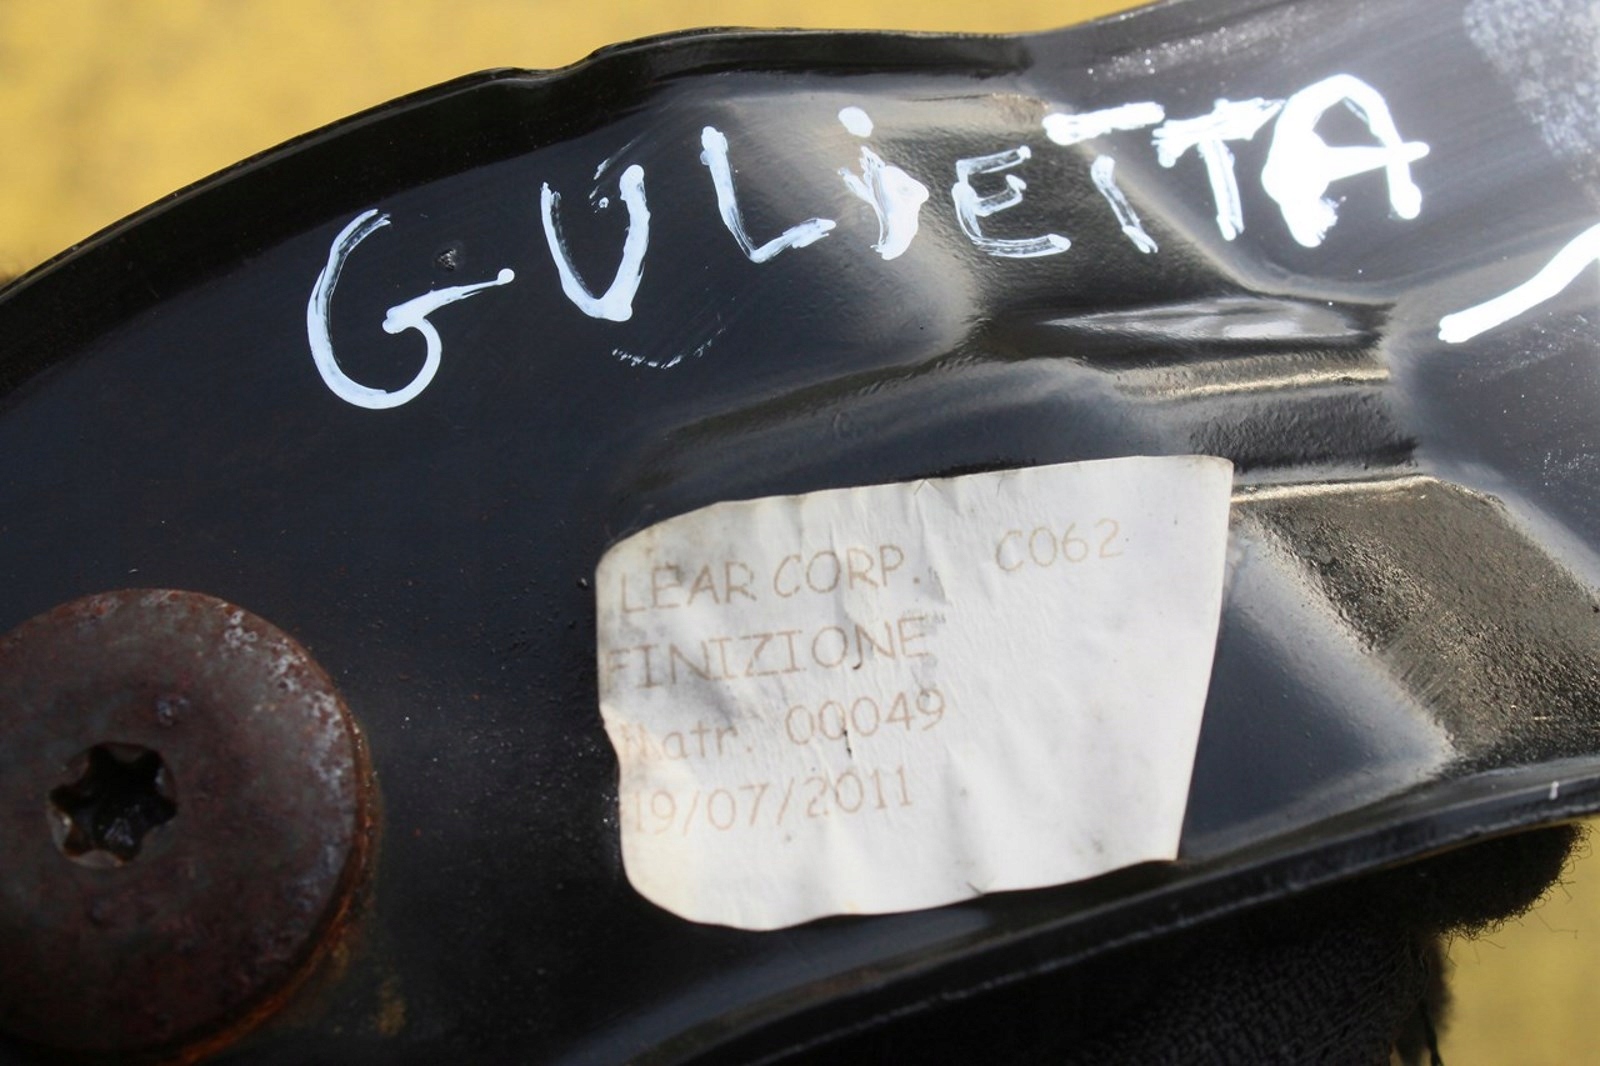 GULiETTA
LEAR CORP. C062
FINIZIONE
Matr. 00049
19/07/2011